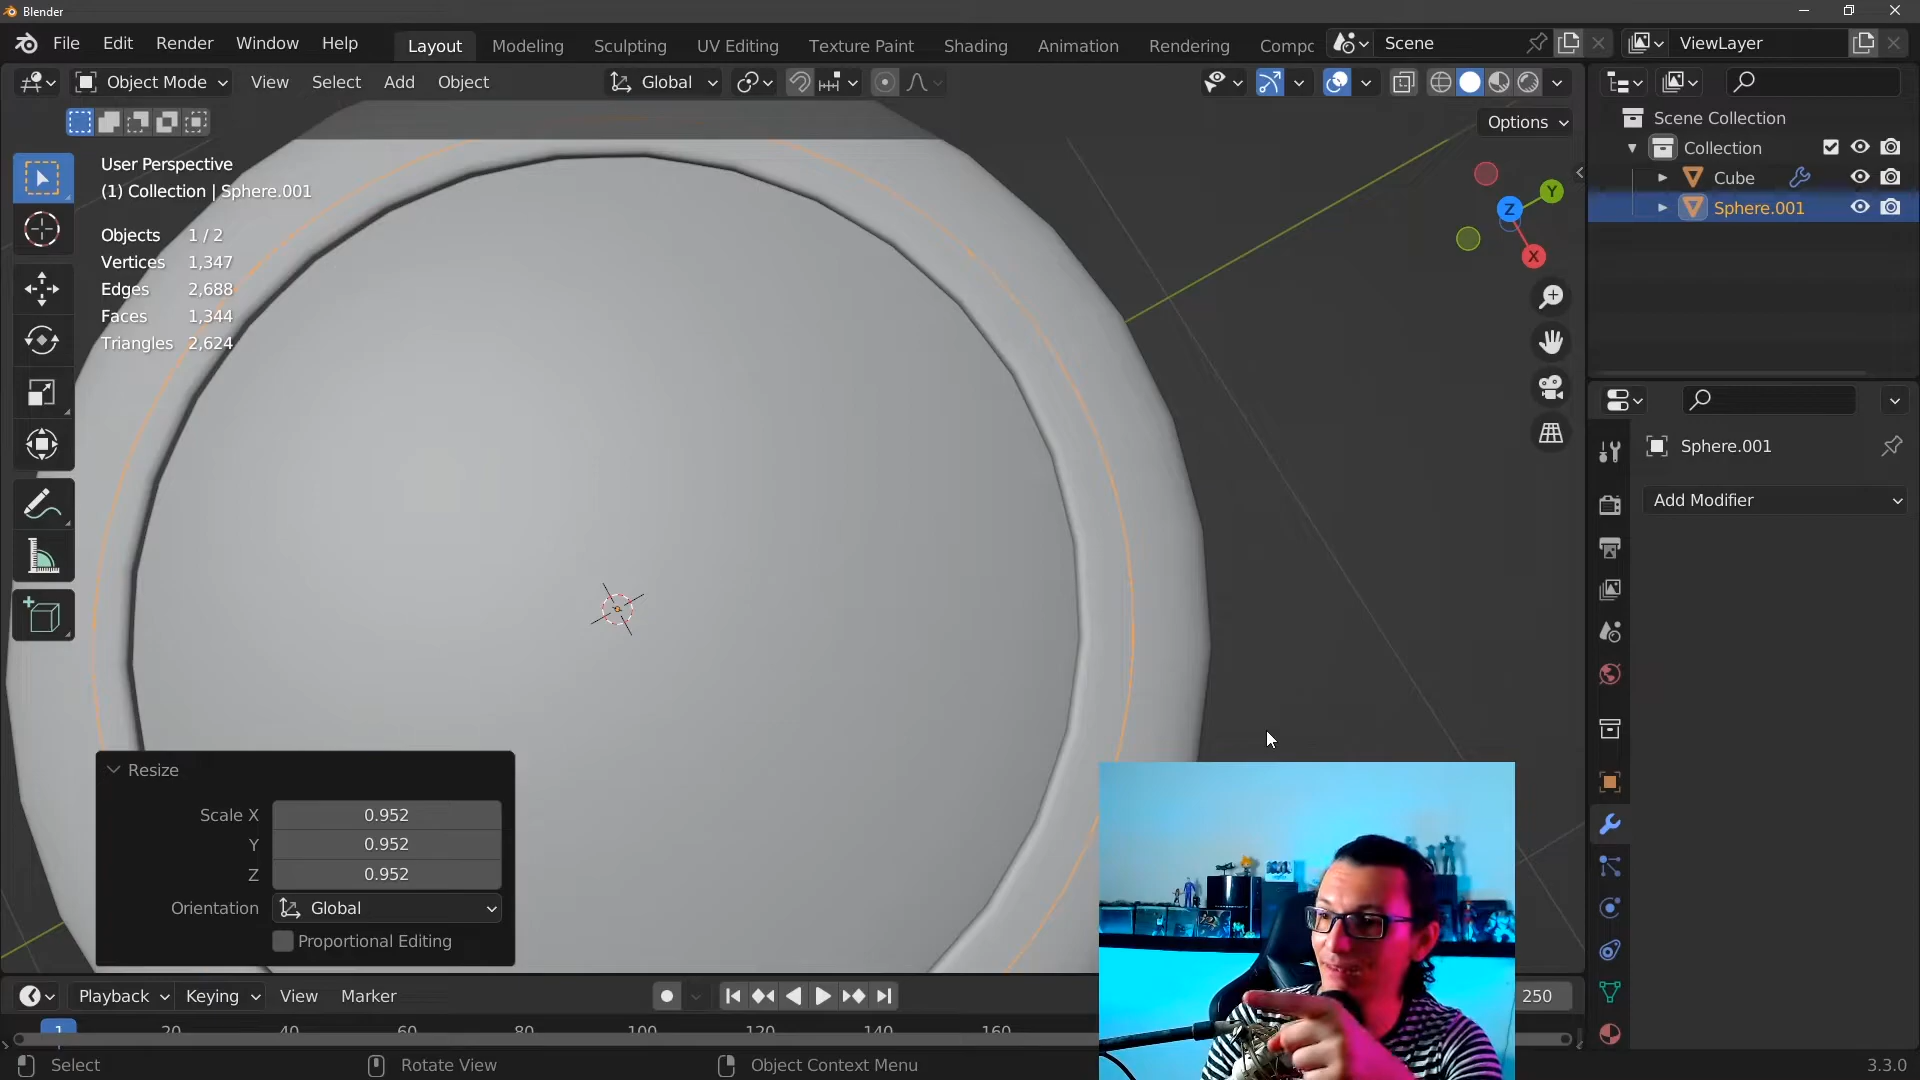 Blender
File Edit Render Window Help Layout Modeling Sculpting UV Editing Texture Paint Shading Animation Rendering Compc Scene ViewLayer
Object Mode View Select Add Object Global
Options
User Perspective
(1) Collection | Sphere.001
Objects 1 / 2
Vertices 1,347
Edges 2,688
Faces 1,344
Triangles 2,624
Y
Z
X
Scene Collection
Collection
Cube
Sphere.001
Sphere.001
Add Modifier
Resize
Scale X 0.952
Y 0.952
Z 0.952
Orientation Global
Proportional Editing
Playback Keying View Marker 250
1 20 40 60 80 100 120 140 160
Select Rotate View Object Context Menu 3.3.0